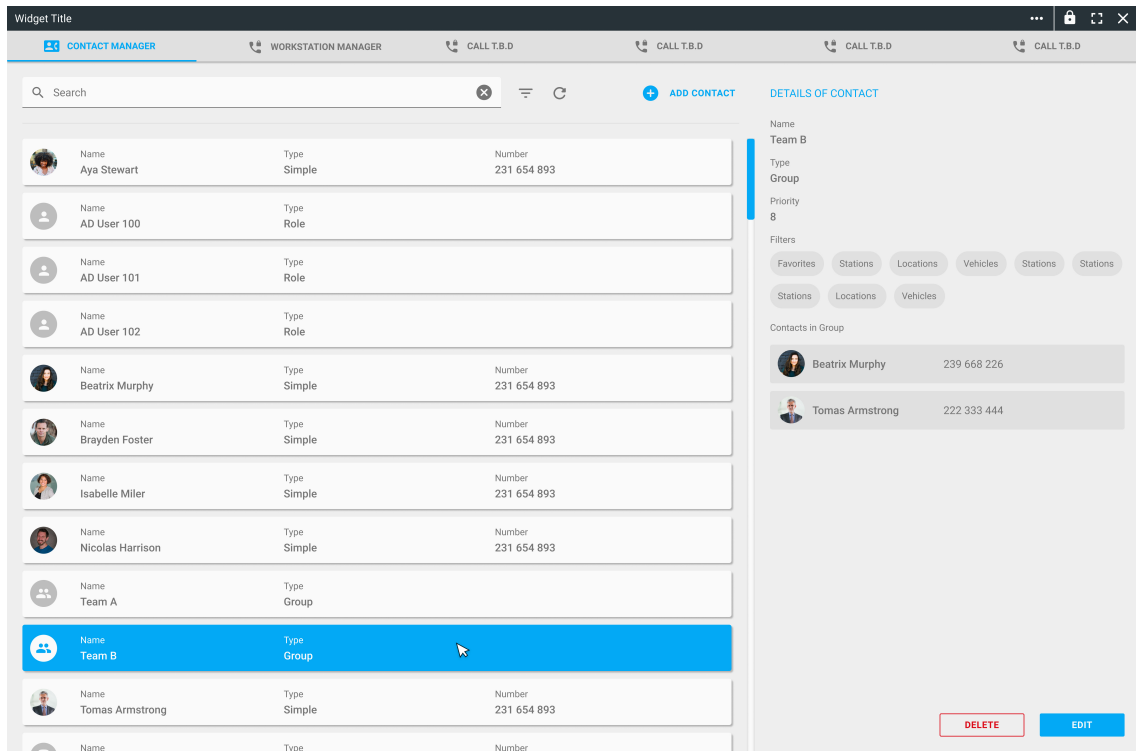 Widget Title
CONTACT MANAGER
WORKSTATION MANAGER
CALL T.B.D
CALL T.B.D
CALL T.B.D
CALL T.B.D
Search
ADD CONTACT
Name Type Number
Aya Stewart Simple 231 654 893
Name Type
AD User 100 Role
Name Type
AD User 101 Role
Name Type
AD User 102 Role
Name Type Number
Beatrix Murphy Simple 231 654 893
Name Type Number
Brayden Foster Simple 231 654 893
Name Type Number
Isabelle Miler Simple 231 654 893
Name Type Number
Nicolas Harrison Simple 231 654 893
Name Type
Team A Group
Name Type
Team B Group
Name Type Number
Tomas Armstrong Simple 231 654 893
Name Type Number
DETAILS OF CONTACT
Name
Team B
Type
Group
Priority
8
Filters
Favorites Stations Locations Vehicles Stations Stations
Stations Locations Vehicles
Contacts in Group
Beatrix Murphy 239 668 226
Tomas Armstrong 222 333 444
DELETE EDIT